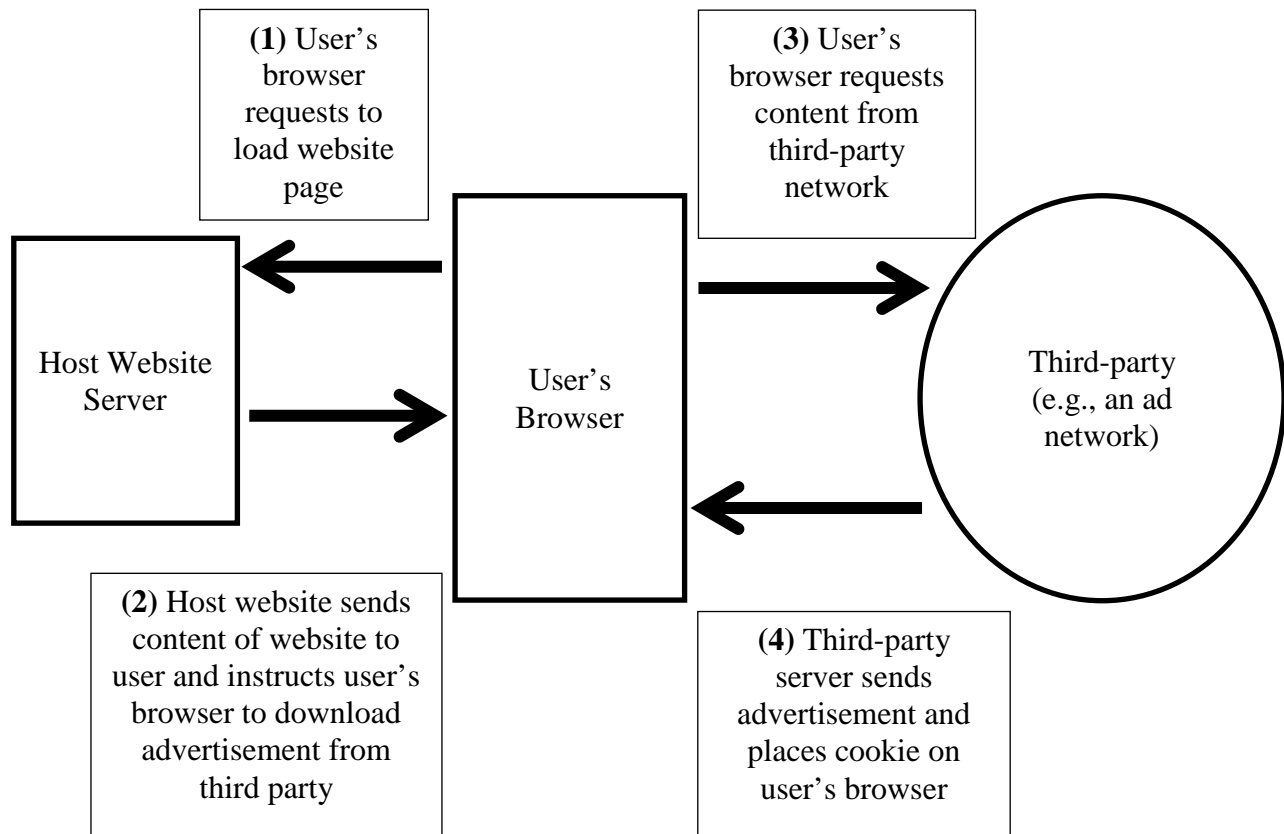 (1) User’s
browser
requests to
load website
page
(3) User’s
browser requests
content from
third-party
network
Host Website
Server
User’s
Browser
Third-party
(e.g., an ad
network)
(2) Host website sends
content of website to
user and instructs user’s
browser to download
advertisement from
third party
(4) Third-party
server sends
advertisement and
places cookie on
user’s browser